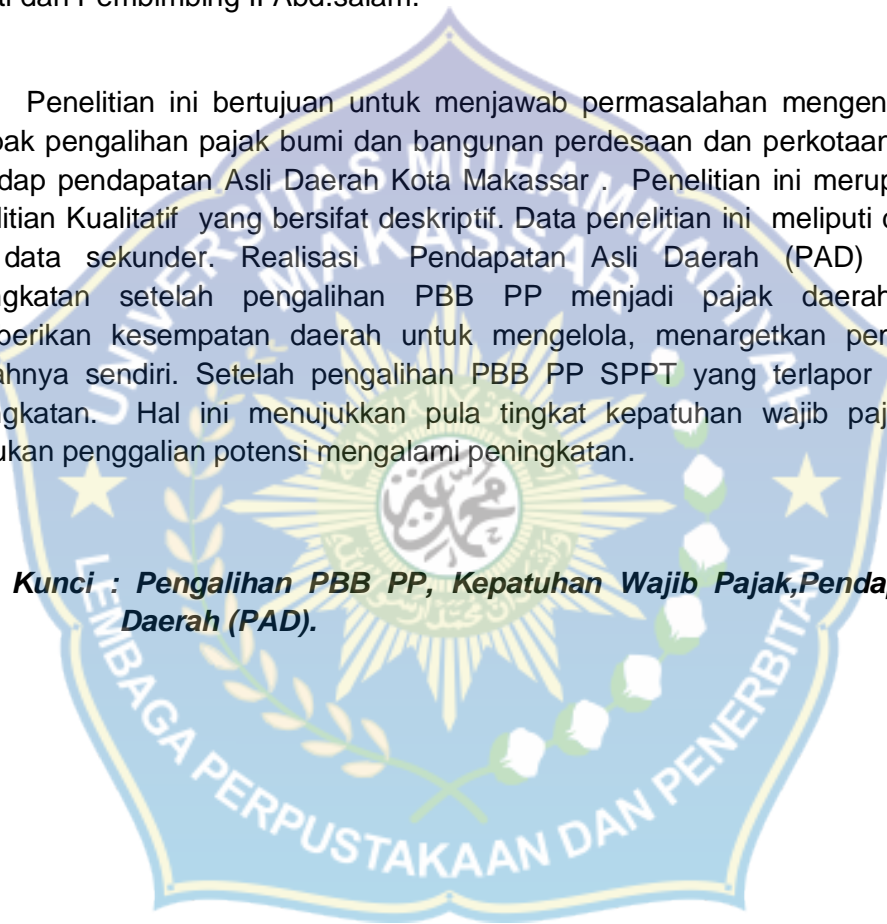 ti dan Pembimbing II Abd.salam.
Penelitian ini bertujuan untuk menjawab permasalahan mengen
pak pengalihan pajak bumi dan bangunan perdesaan dan perkotaan
dap pendapatan Asli Daerah Kota Makassar . Penelitian ini merup
litian Kualitatif yang bersifat deskriptif. Data penelitian ini meliputi
data sekunder. Realisasi Pendapatan Asli Daerah (PAD)
ngkatan setelah pengalihan PBB PP menjadi pajak daerah
perikan kesempatan daerah untuk mengelola, menargetkan per
ahnya sendiri. Setelah pengalihan PBB PP SPPT yang terlapor
ngkatan. Hal ini menujukkan pula tingkat kepatuhan wajib paj
ukan penggalian potensi mengalami peningkatan.
Kunci : Pengalihan PBB PP, Kepatuhan Wajib Pajak,Penda
Daerah (PAD).
UNIVERSITAS MUHAMMADIYAH
MAKASSAR
LEMBAGA PERPUSTAKAAN DAN PENERBITAN